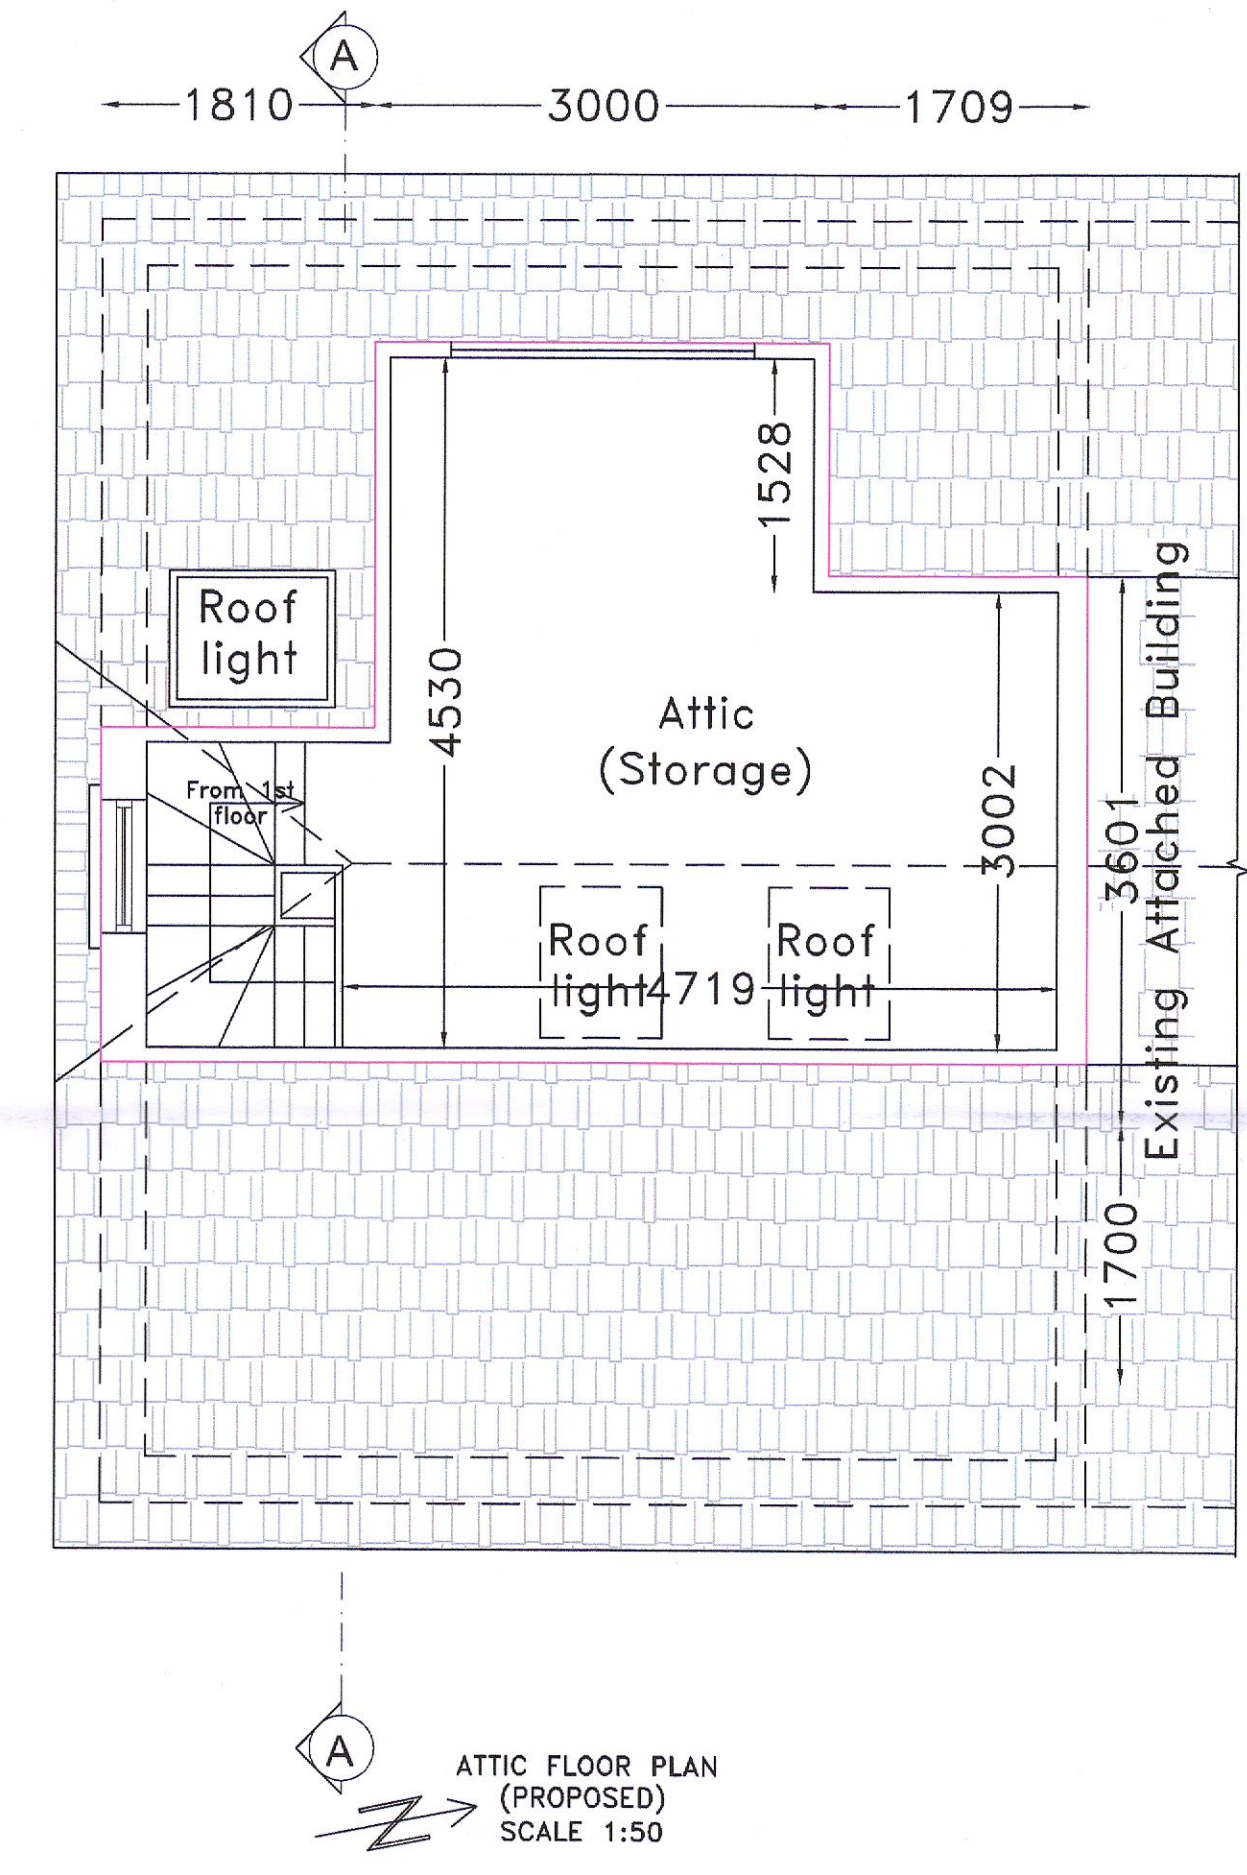 A
1810 3000 1709
1528
Roof
light
4530
Attic
(Storage)
3002
3601
Existing Attached Building
From 1st
floor
Roof
light
Roof
light
4719
1700
A
ATTIC FLOOR PLAN
(PROPOSED)
SCALE 1:50